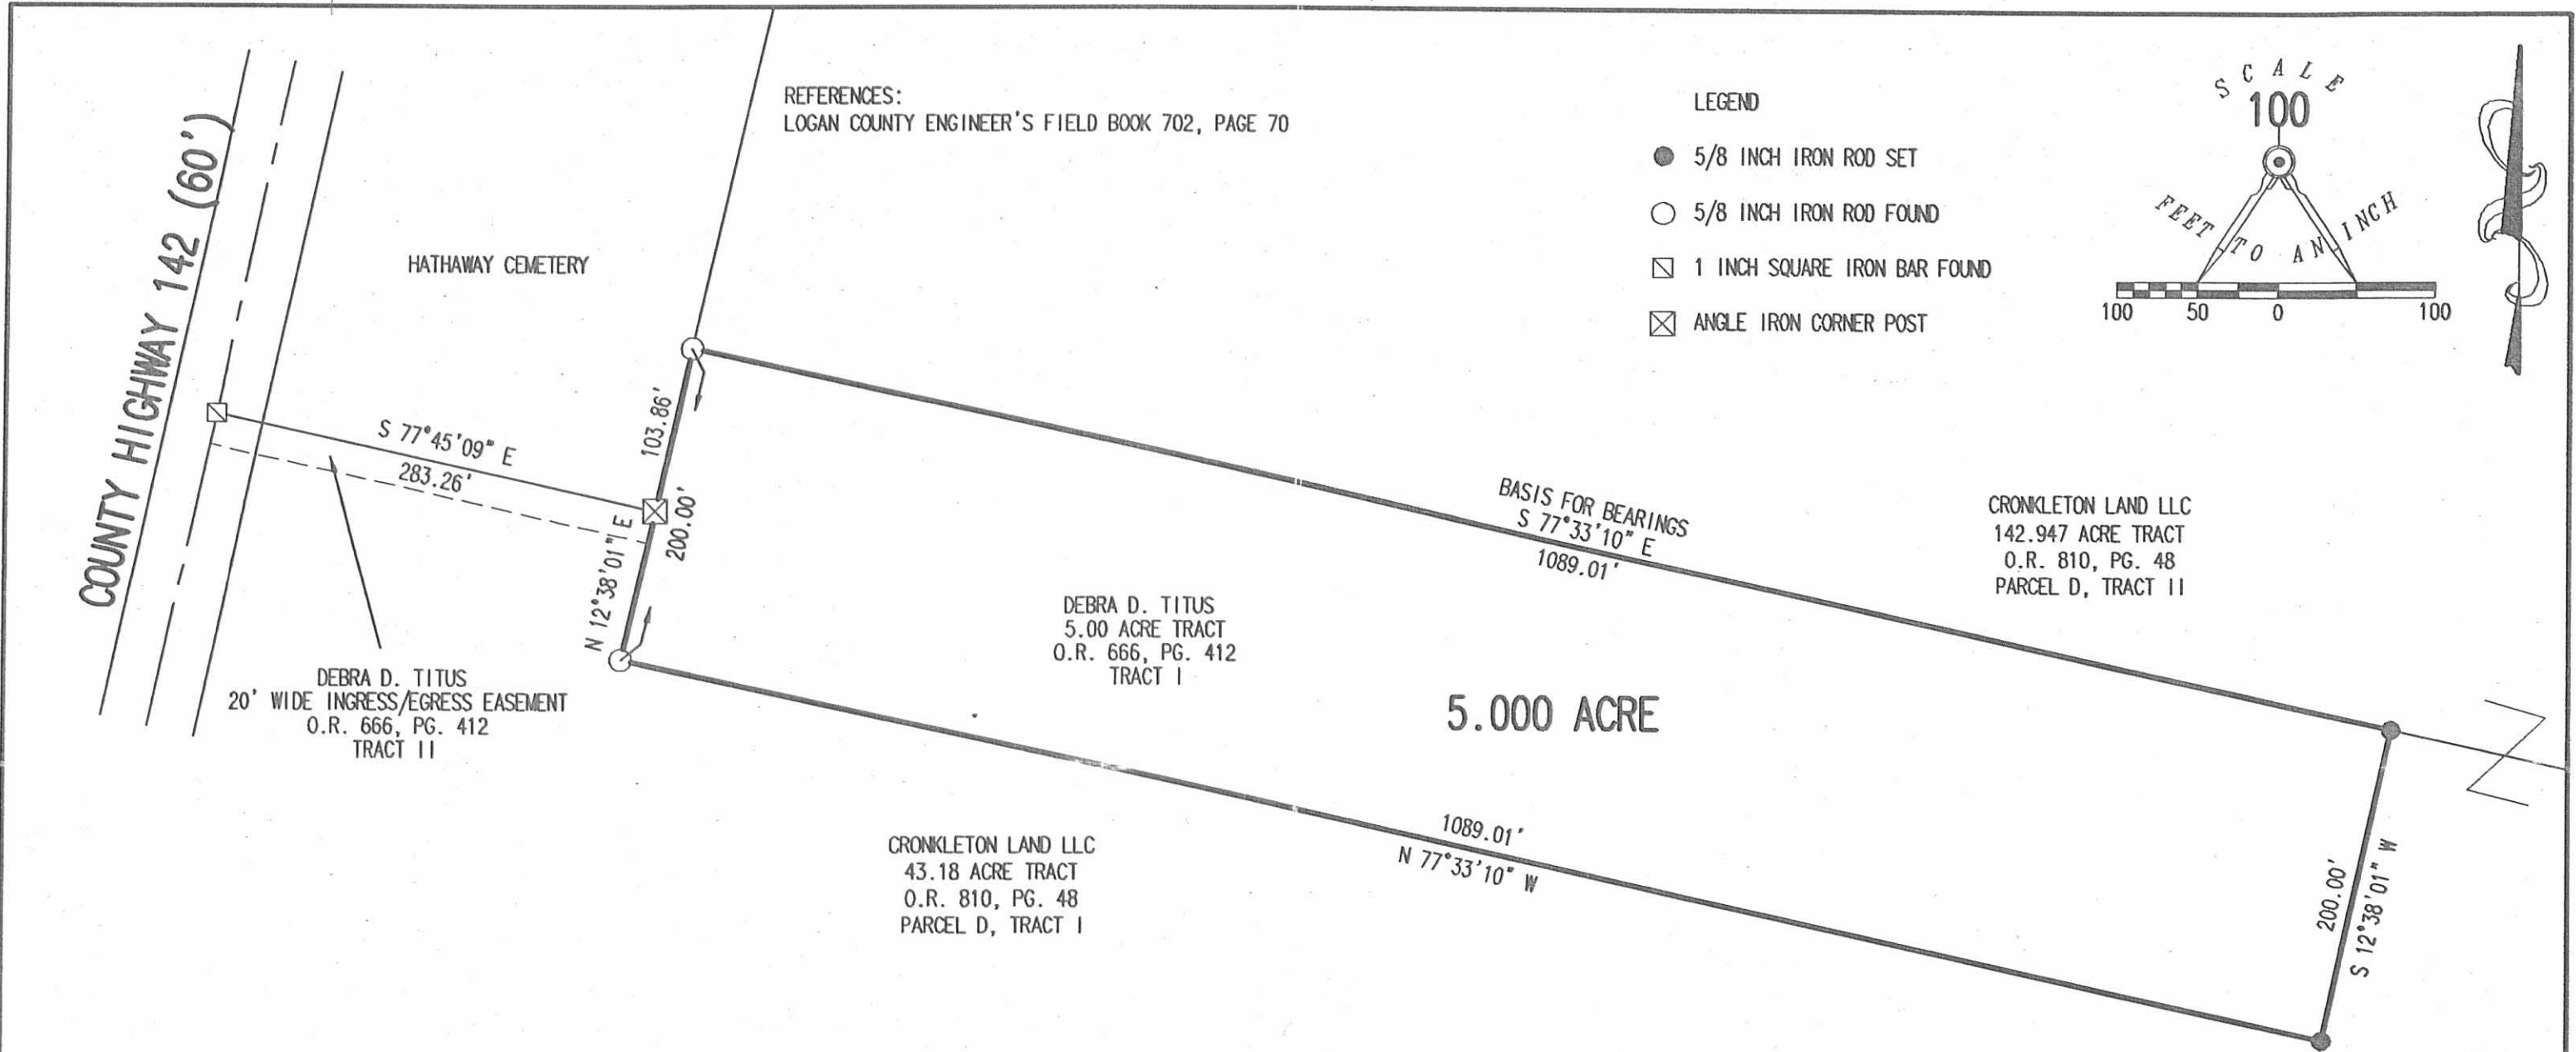 REFERENCES:
LOGAN COUNTY ENGINEER'S FIELD BOOK 702, PAGE 70
LEGEND
5/8 INCH IRON ROD SET
5/8 INCH IRON ROD FOUND
1 INCH SQUARE IRON BAR FOUND
ANGLE IRON CORNER POST
SCALE
100
FEET TO AN INCH
100 50 0 100
COUNTY HIGHWAY 142 (60')
HATHAWAY CEMETERY
S 77°45'09" E
283.26'
103.86'
200.00'
N 12°38'01" E
BASIS FOR BEARINGS
S 77°33'10" E
1089.01'
CRONKLETON LAND LLC
142.947 ACRE TRACT
O.R. 810, PG. 48
PARCEL D, TRACT II
DEBRA D. TITUS
5.00 ACRE TRACT
O.R. 666, PG. 412
TRACT I
DEBRA D. TITUS
20' WIDE INGRESS/EGRESS EASEMENT
O.R. 666, PG. 412
TRACT II
5.000 ACRE
1089.01'
N 77°33'10" W
CRONKLETON LAND LLC
43.18 ACRE TRACT
O.R. 810, PG. 48
PARCEL D, TRACT I
200.00'
S 12°38'01" W